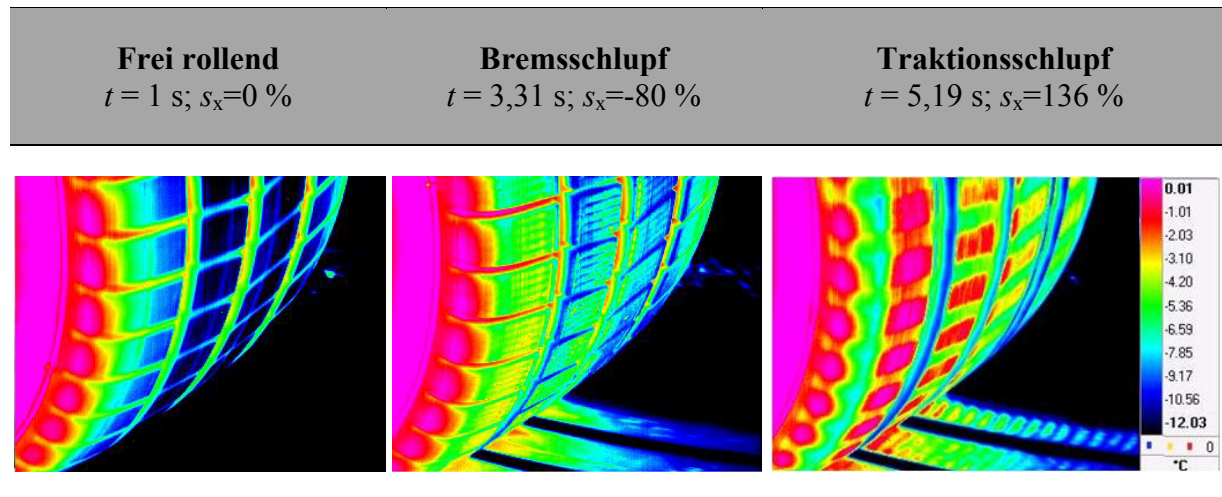 Frei rollend
t = 1 s; sx=0 %
Bremsschlupf
t = 3,31 s; sx=-80 %
Traktionsschlupf
t = 5,19 s; sx=136 %
0.01
-1.01
-2.03
-3.10
-4.20
-5.36
-6.59
-7.85
-9.17
-10.56
-12.03
0
°C